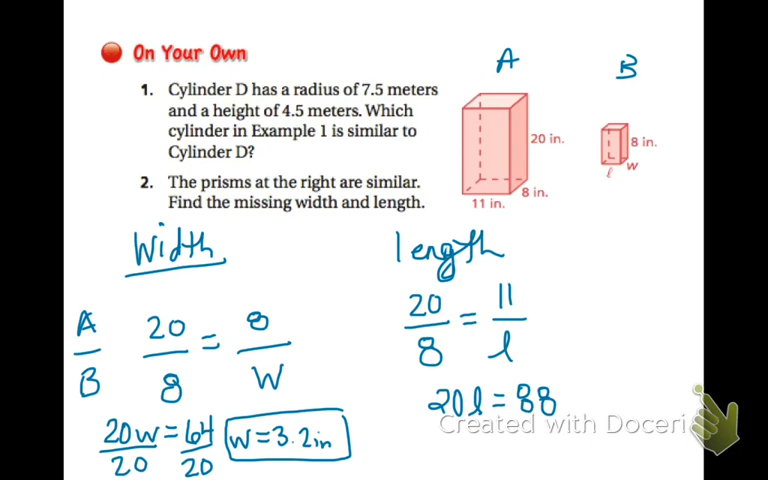 On Your Own
A
B
1. Cylinder D has a radius of 7.5 meters
and a height of 4.5 meters. Which
cylinder in Example 1 is similar to
Cylinder D?
20 in.
8 in.
w
l
8 in.
11 in.
2. The prisms at the right are similar.
Find the missing width and length.
Width
length
A/B 20/8 = 8/W
20/8 = 11/l
20w = 64
20 20
w = 3.2in
20l = 88
Created with Doceri